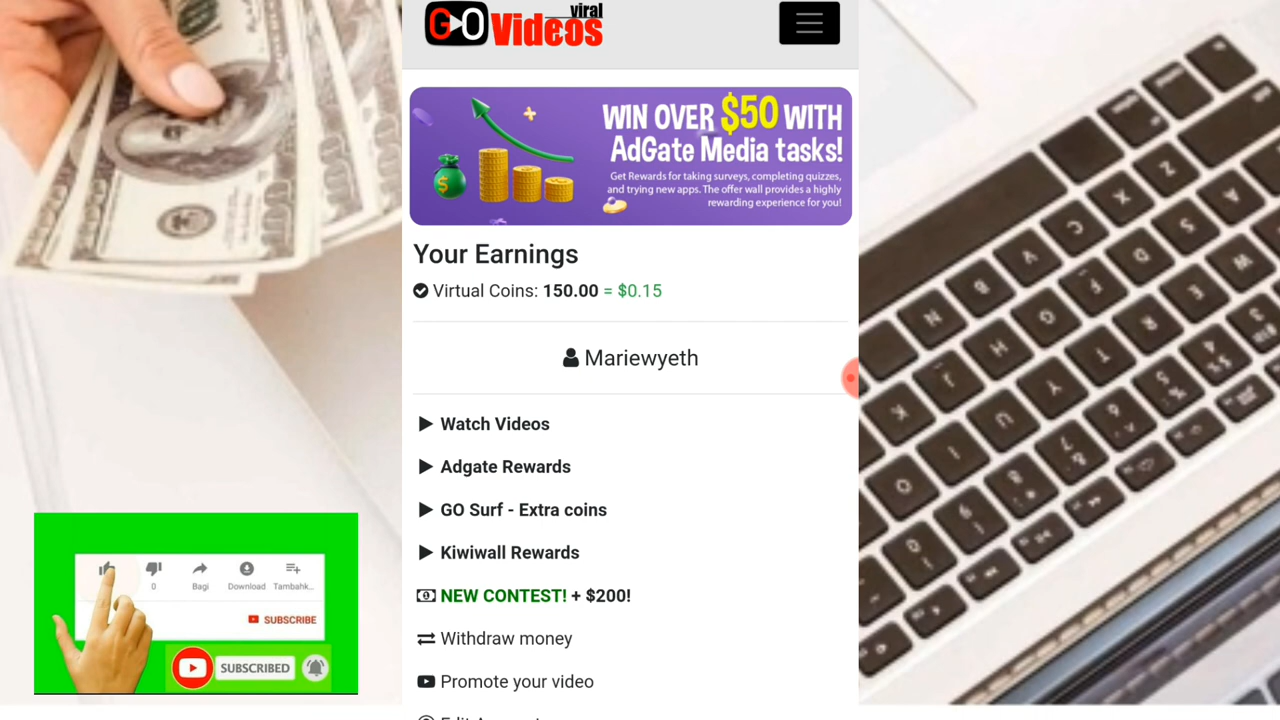 GO viral Videos
WIN OVER $50 WITH
AdGate Media tasks!
Get Rewards for taking surveys, completing quizzes,
and trying new apps. The offer wall provides a highly
rewarding experience for you!
Your Earnings
Virtual Coins: 150.00 = $0.15
Mariewyeth
Watch Videos
Adgate Rewards
GO Surf - Extra coins
Kiwiwall Rewards
NEW CONTEST! + $200!
Withdraw money
Promote your video
0 Bagi Download Tambahk...
SUBSCRIBE
SUBSCRIBED